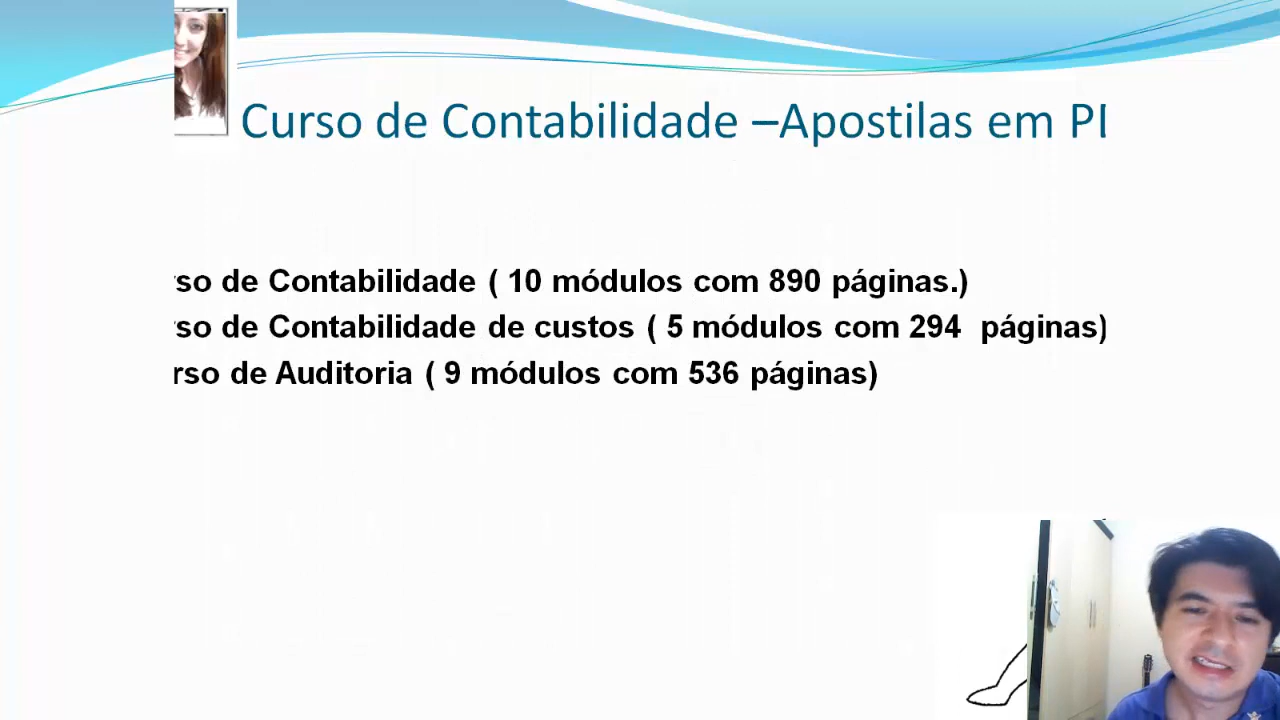 Curso de Contabilidade –Apostilas em
rso de Contabilidade ( 10 módulos com 890 páginas.)
rso de Contabilidade de custos ( 5 módulos com 294 páginas)
rso de Auditoria ( 9 módulos com 536 páginas)